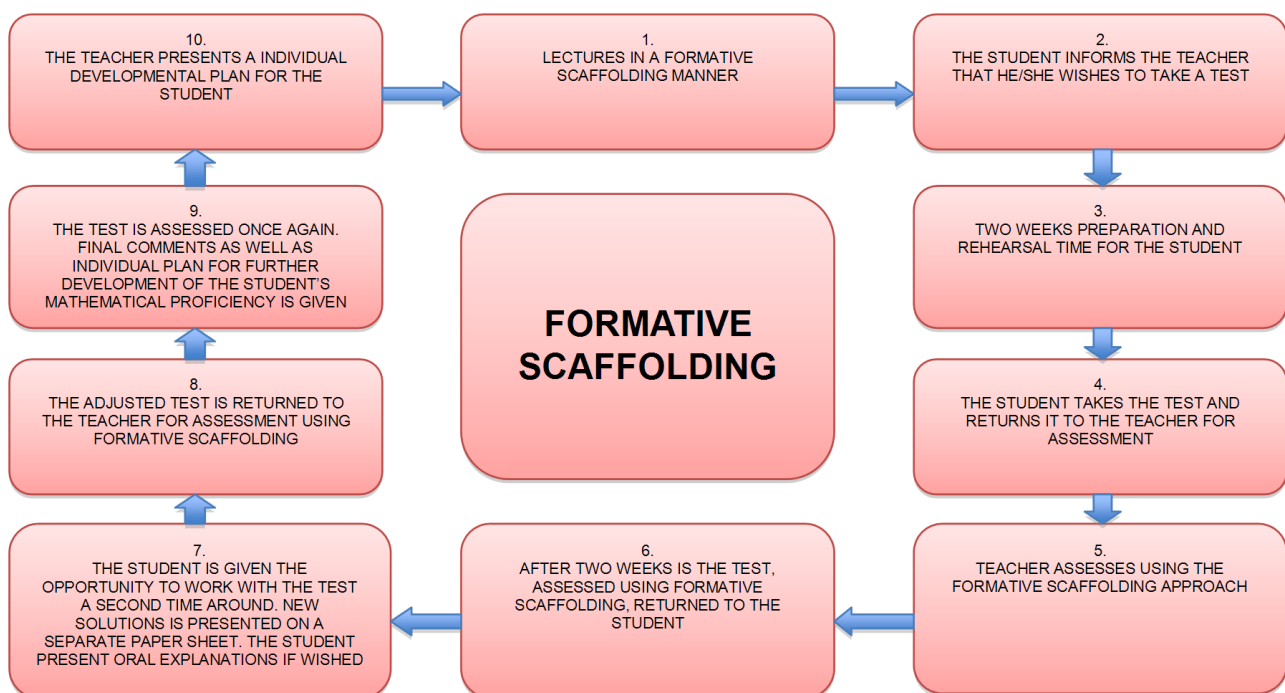 10.
THE TEACHER PRESENTS A INDIVIDUAL
DEVELOPMENTAL PLAN FOR THE
STUDENT
1.
LECTURES IN A FORMATIVE
SCAFFOLDING MANNER
2.
THE STUDENT INFORMS THE TEACHER
THAT HE/SHE WISHES TO TAKE A TEST
3.
TWO WEEKS PREPARATION AND
REHEARSAL TIME FOR THE STUDENT
4.
THE STUDENT TAKES THE TEST AND
RETURNS IT TO THE TEACHER FOR
ASSESSMENT
5.
TEACHER ASSESSES USING THE
FORMATIVE SCAFFOLDING APPROACH
6.
AFTER TWO WEEKS IS THE TEST,
ASSESSED USING FORMATIVE
SCAFFOLDING, RETURNED TO THE
STUDENT
7.
THE STUDENT IS GIVEN THE
OPPORTUNITY TO WORK WITH THE TEST
A SECOND TIME AROUND. NEW
SOLUTIONS IS PRESENTED ON A
SEPARATE PAPER SHEET. THE STUDENT
PRESENT ORAL EXPLANATIONS IF WISHED
8.
THE ADJUSTED TEST IS RETURNED TO
THE TEACHER FOR ASSESSMENT USING
FORMATIVE SCAFFOLDING
9.
THE TEST IS ASSESSED ONCE AGAIN.
FINAL COMMENTS AS WELL AS
INDIVIDUAL PLAN FOR FURTHER
DEVELOPMENT OF THE STUDENT'S
MATHEMATICAL PROFICIENCY IS GIVEN
FORMATIVE
SCAFFOLDING